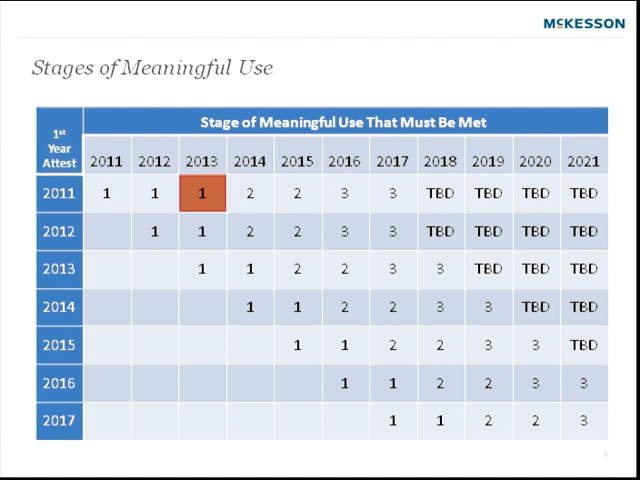 McKESSON
Stages of Meaningful Use
1st Year Attest
Stage of Meaningful Use That Must Be Met
2011 2012 2013 2014 2015 2016 2017 2018 2019 2020 2021
2011 1 1 1 2 2 3 3 TBD TBD TBD TBD
2012 1 1 2 2 3 3 TBD TBD TBD TBD
2013 1 1 2 2 3 3 TBD TBD TBD
2014 1 1 2 2 3 3 TBD TBD
2015 1 1 2 2 3 3 TBD
2016 1 1 2 2 3 3
2017 1 1 2 2 3